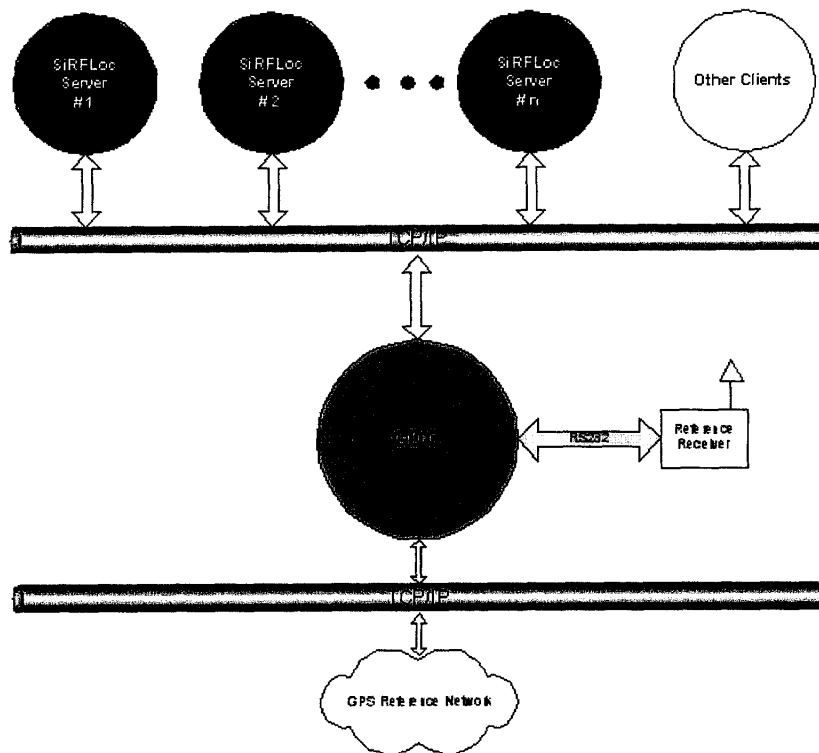 SiRFLoc
Server
#1
SiRFLoc
Server
#2
SiRFLoc
Server
#n
Other Clients
TCP/IP
RS232
Reference
Receiver
TCP/IP
GPS Reference Network